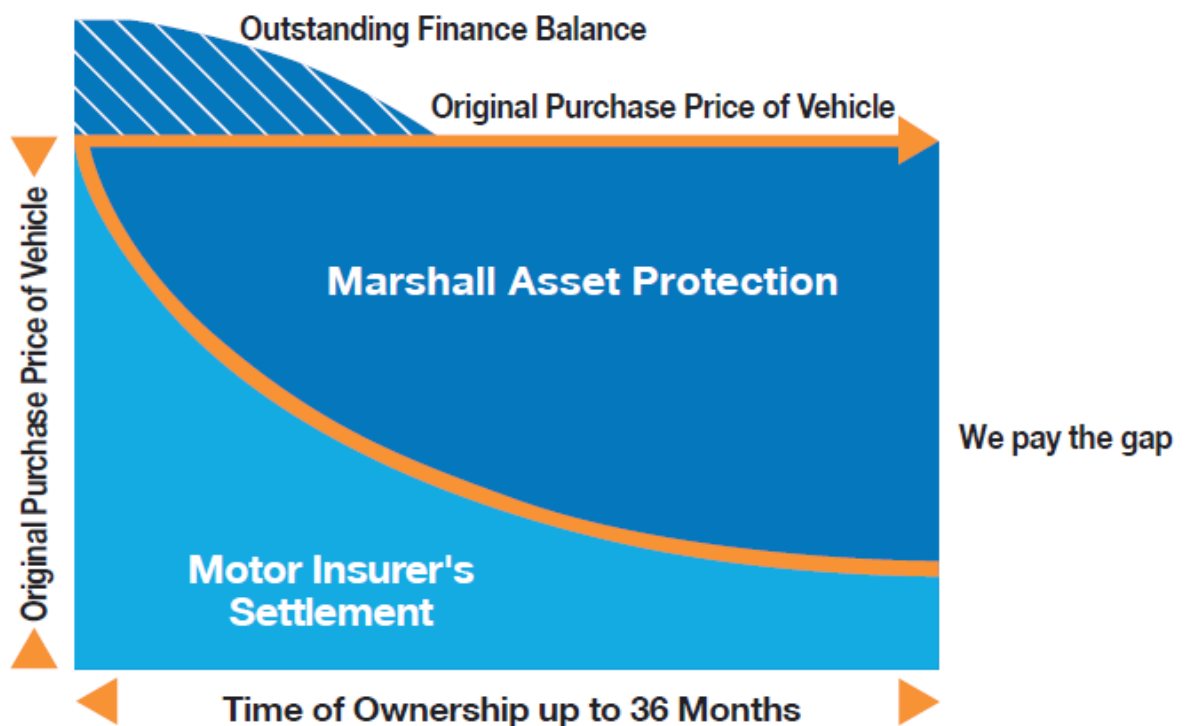 Outstanding Finance Balance
Original Purchase Price of Vehicle
Original Purchase Price of Vehicle
Marshall Asset Protection
We pay the gap
Motor Insurer's
Settlement
Time of Ownership up to 36 Months